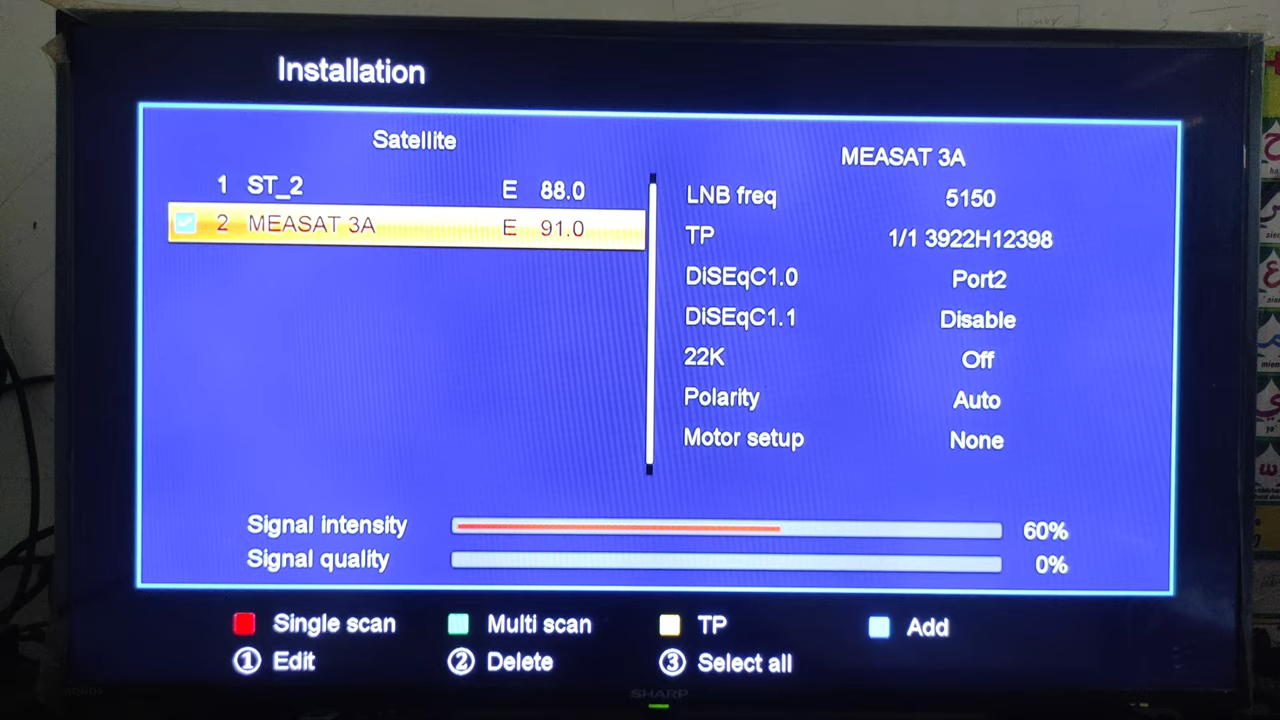 Installation
Satellite
1 ST_2 E 88.0
2 MEASAT 3A E 91.0
MEASAT 3A
LNB freq 5150
TP 1/1 3922H12398
DiSEqC1.0 Port2
DiSEqC1.1 Disable
22K Off
Polarity Auto
Motor setup None
Signal intensity 60%
Signal quality 0%
Single scan Multi scan TP Add
1 Edit 2 Delete 3 Select all
AQUOS
SHARP